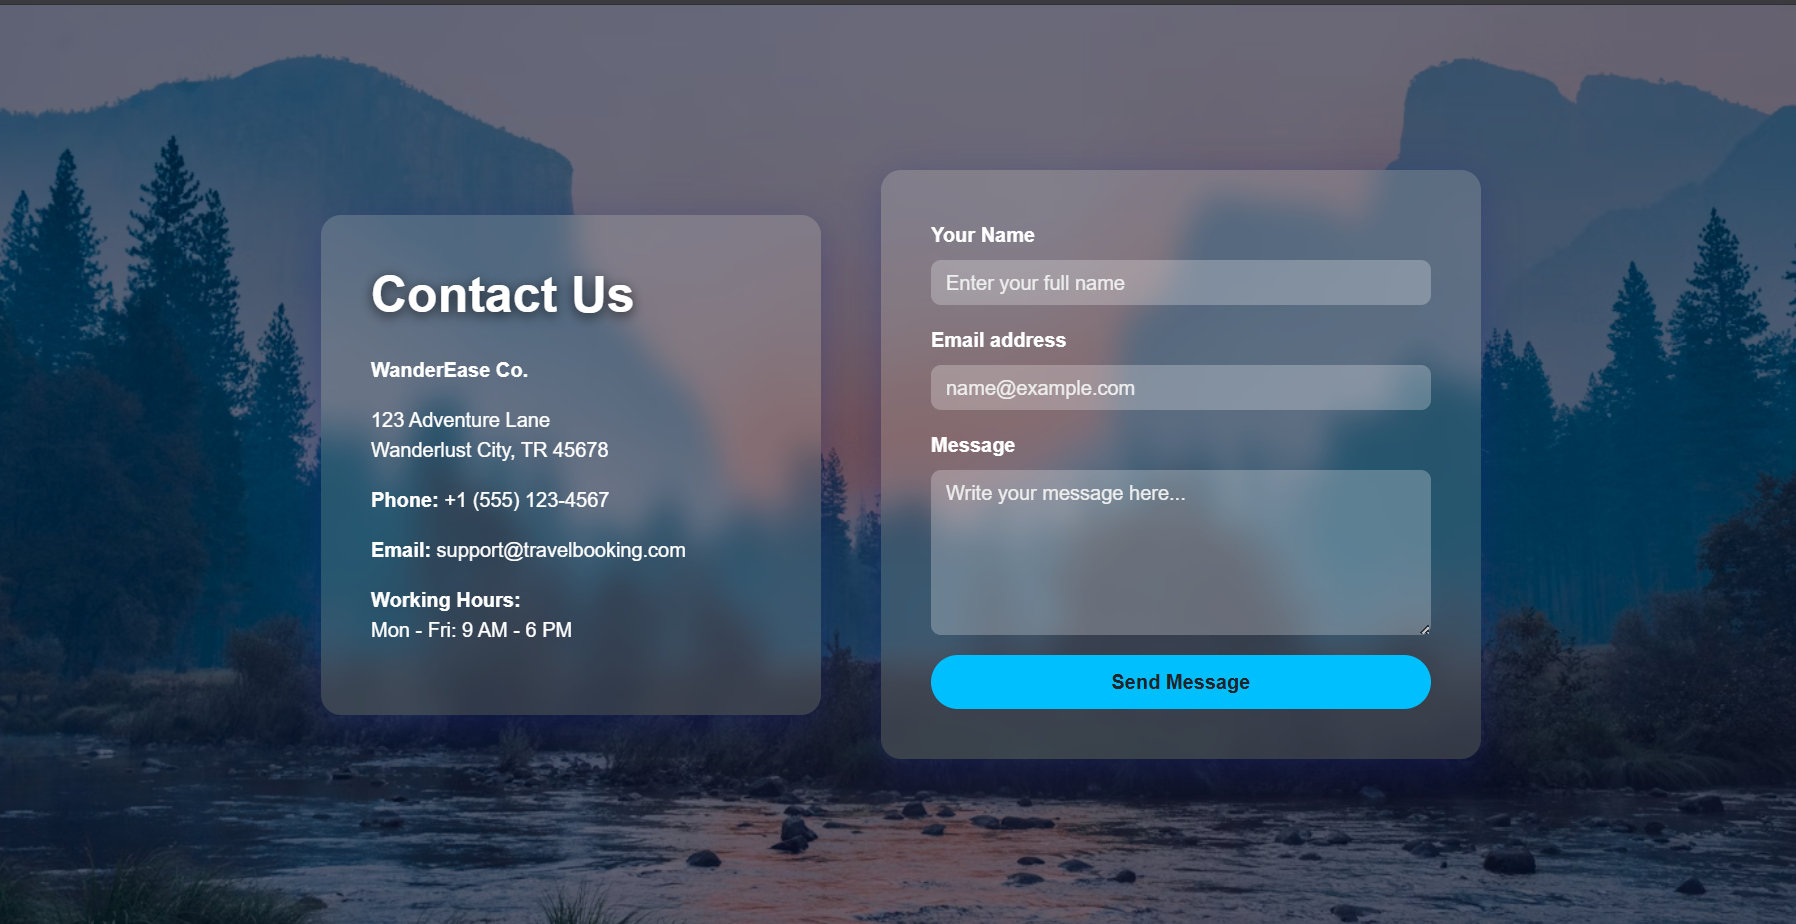 Contact Us
WanderEase Co.
123 Adventure Lane
Wanderlust City, TR 45678
Phone: +1 (555) 123-4567
Email: support@travelbooking.com
Working Hours:
Mon - Fri: 9 AM - 6 PM
Your Name
Enter your full name
Email address
name@example.com
Message
Write your message here...
Send Message